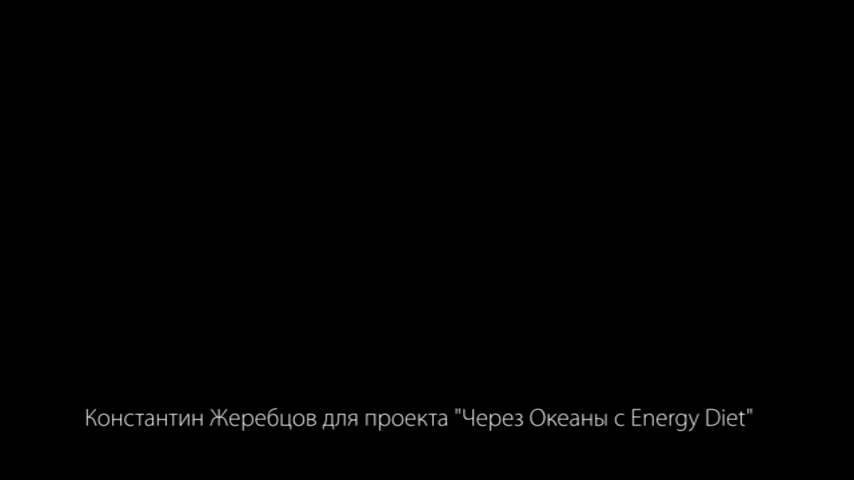 Константин Жеребцов для проекта "Через Океаны с Energy Diet"